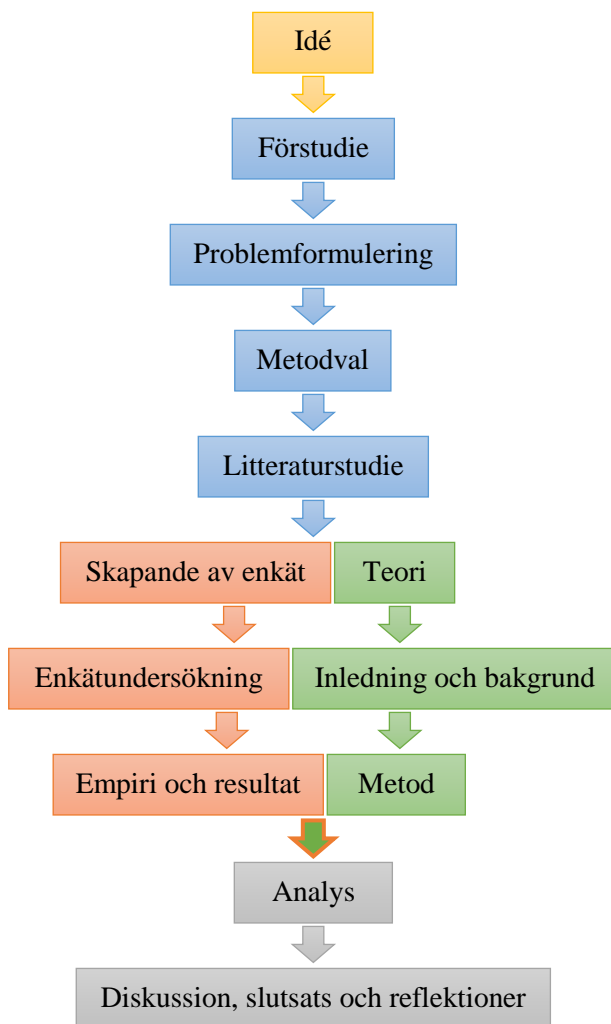 Idé
Förstudie
Problemformulering
Metodval
Litteraturstudie
Skapande av enkät
Teori
Enkätundersökning
Inledning och bakgrund
Empiri och resultat
Metod
Analys
Diskussion, slutsats och reflektioner